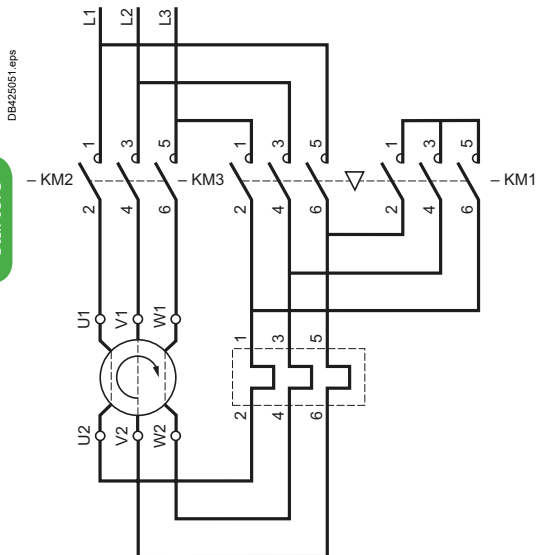 DB425051.eps
L1 L2 L3
1 3 5 1 3 5 1 3 5
– KM2 – KM3 – KM1
2 4 6 2 4 6 2 4 6
U1 V1 W1
1 3 5
2 4 6
U2 V2 W2